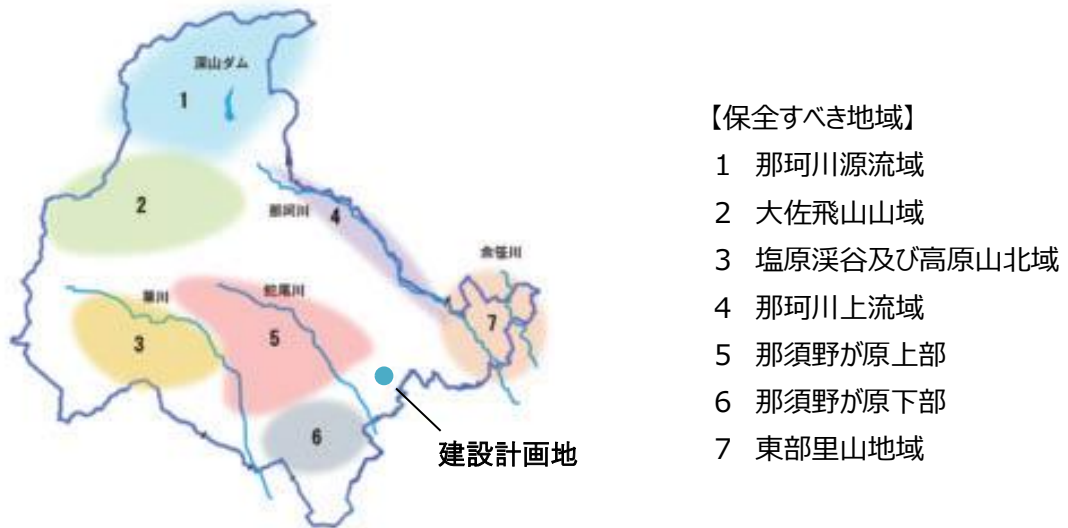 深山ダム
1
2
那珂川
4
余笹川
箒川
蛇尾川
7
3
5
6
建設計画地
【保全すべき地域】
1 那珂川源流域
2 大佐飛山山域
3 塩原渓谷及び高原山北域
4 那珂川上流域
5 那須野が原上部
6 那須野が原下部
7 東部里山地域